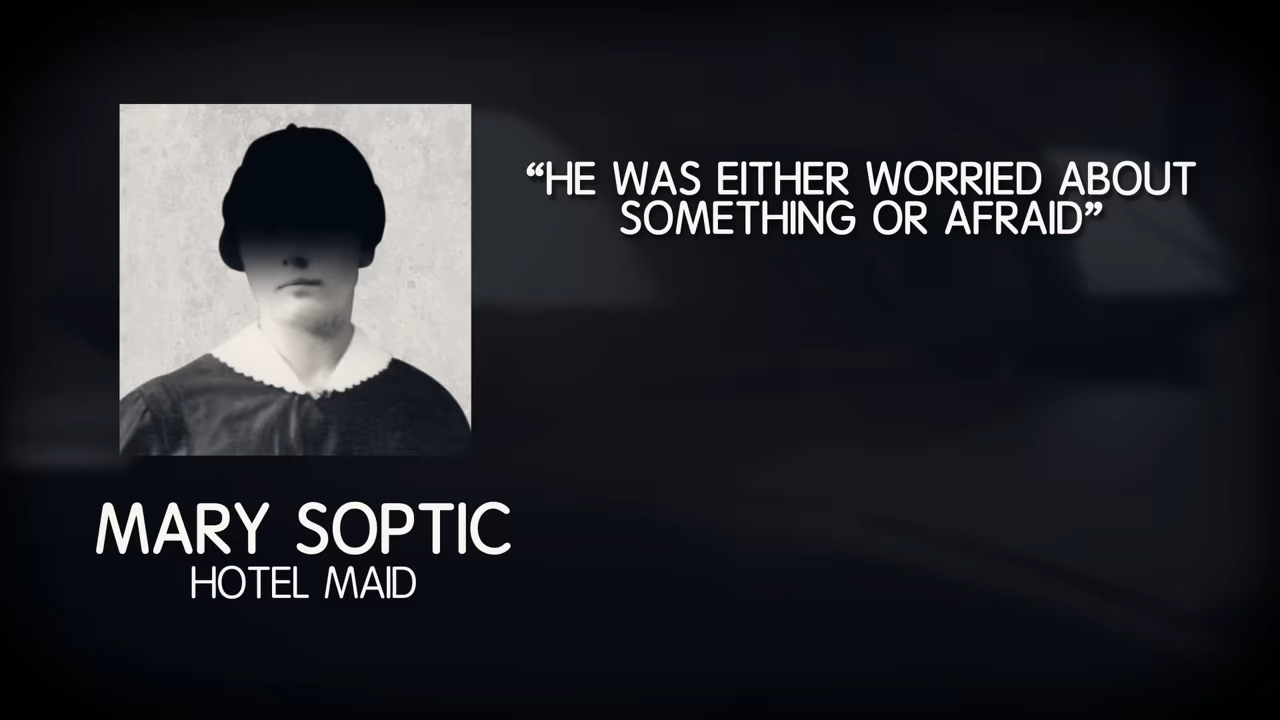 “HE WAS EITHER WORRIED ABOUT
SOMETHING OR AFRAID”
MARY SOPTIC
HOTEL MAID